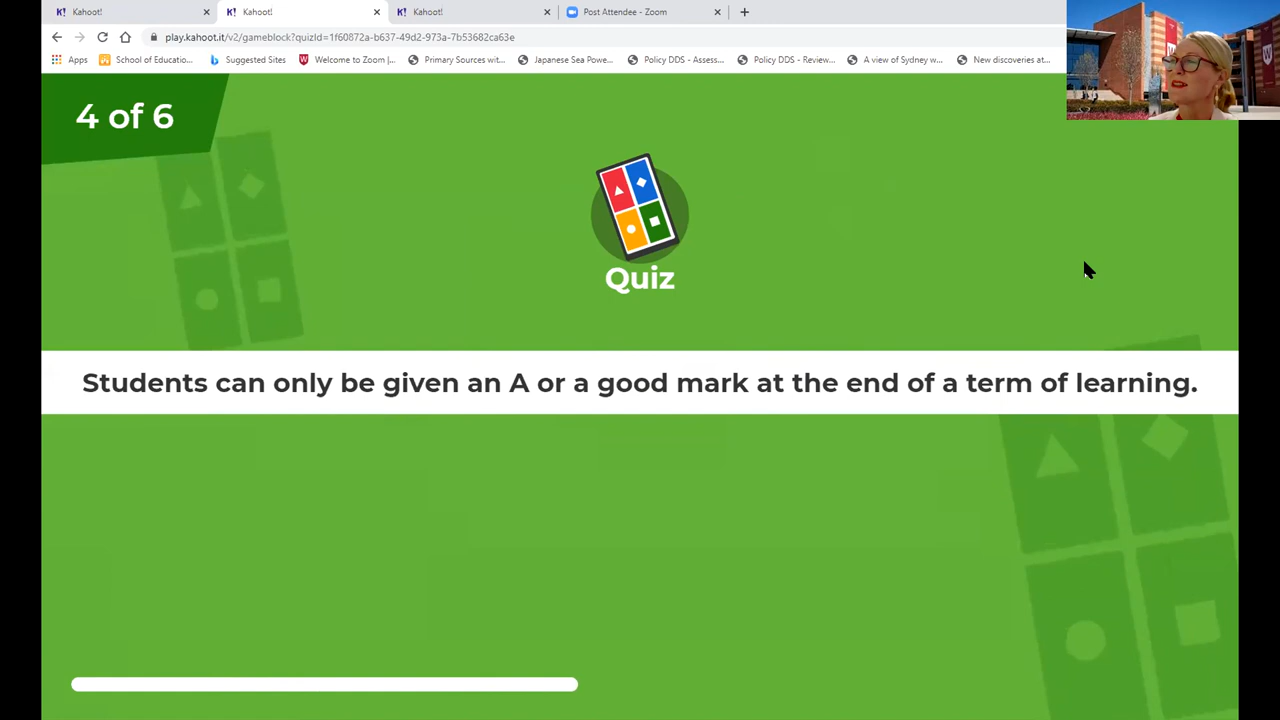 K! Kahoot!
K! Kahoot!
K! Kahoot!
Post Attendee - Zoom
play.kahoot.it/v2/gameblock?quizId=1f60872a-b637-49d2-973a-7b53682ca63e
Apps
School of Educatio...
Suggested Sites
Welcome to Zoom |...
Primary Sources wit...
Japanese Sea Powe...
Policy DDS - Assess...
Policy DDS - Review...
A view of Sydney w...
New discoveries at...
4 of 6
Quiz
Students can only be given an A or a good mark at the end of a term of learning.